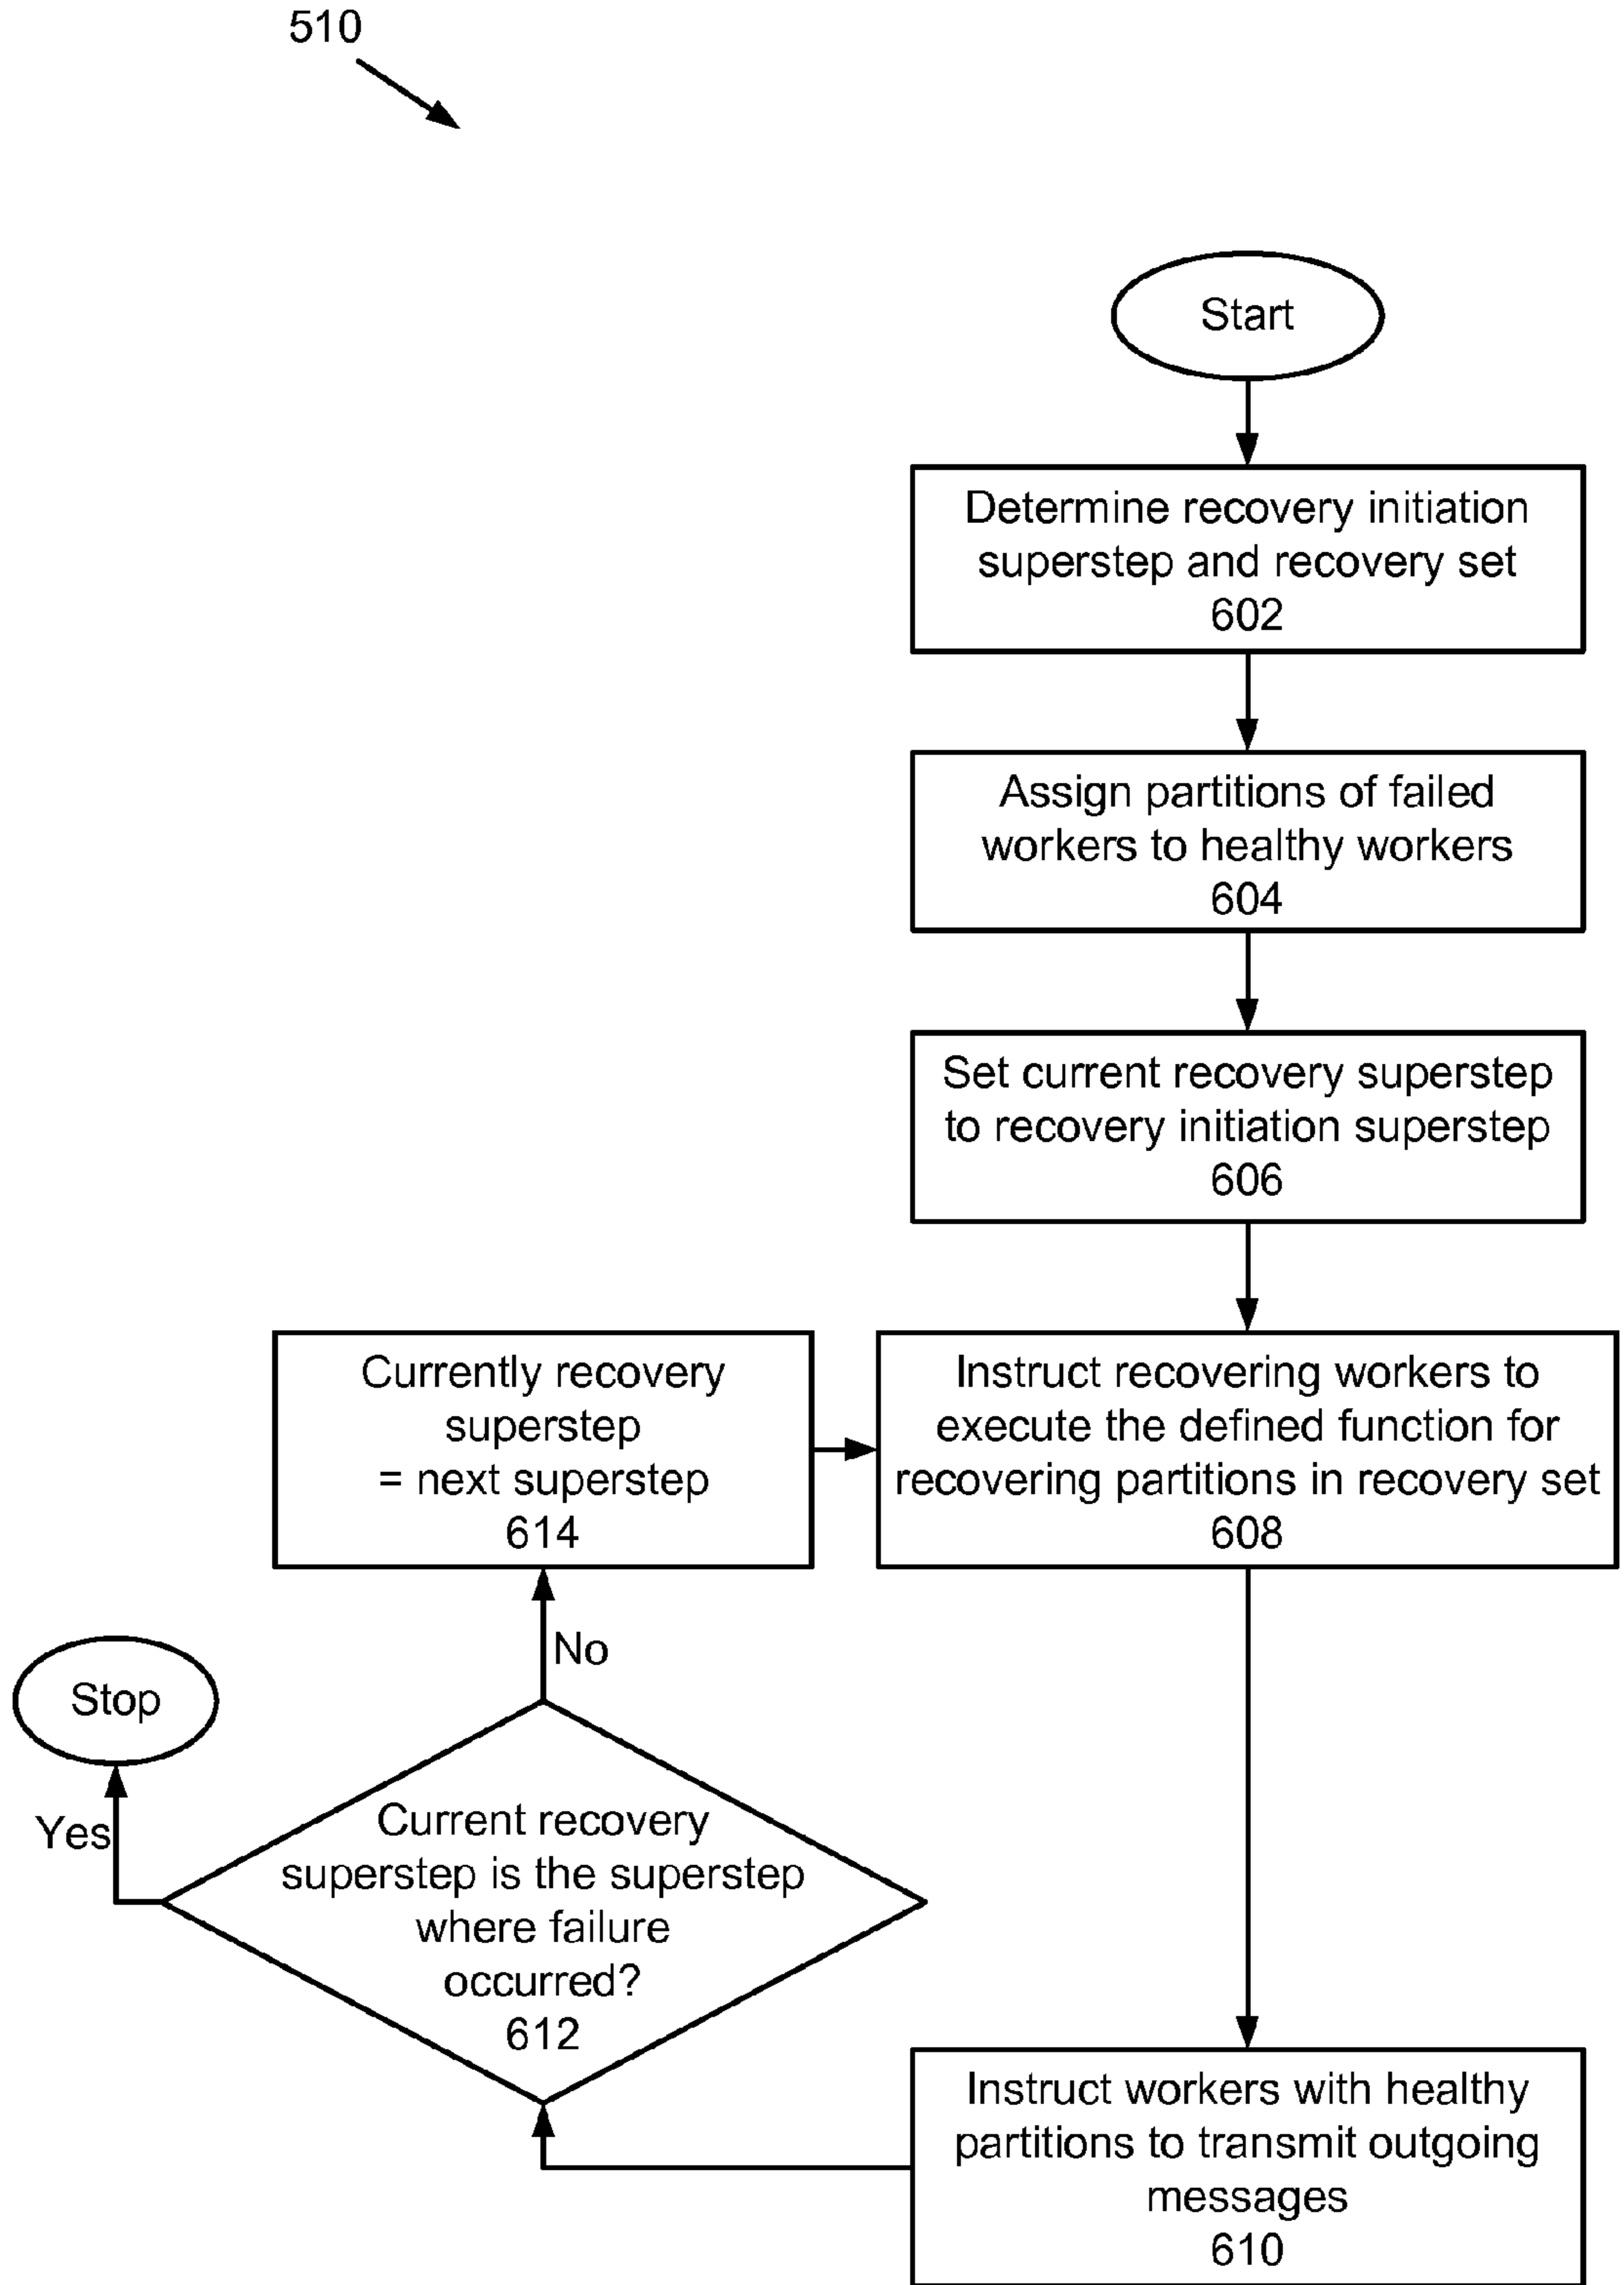 510
Start
Determine recovery initiation
superstep and recovery set
602
Assign partitions of failed
workers to healthy workers
604
Set current recovery superstep
to recovery initiation superstep
606
Currently recovery
superstep
= next superstep
614
Instruct recovering workers to
execute the defined function for
recovering partitions in recovery set
608
No
Stop
Yes
Current recovery
superstep is the superstep
where failure
occurred?
612
Instruct workers with healthy
partitions to transmit outgoing
messages
610